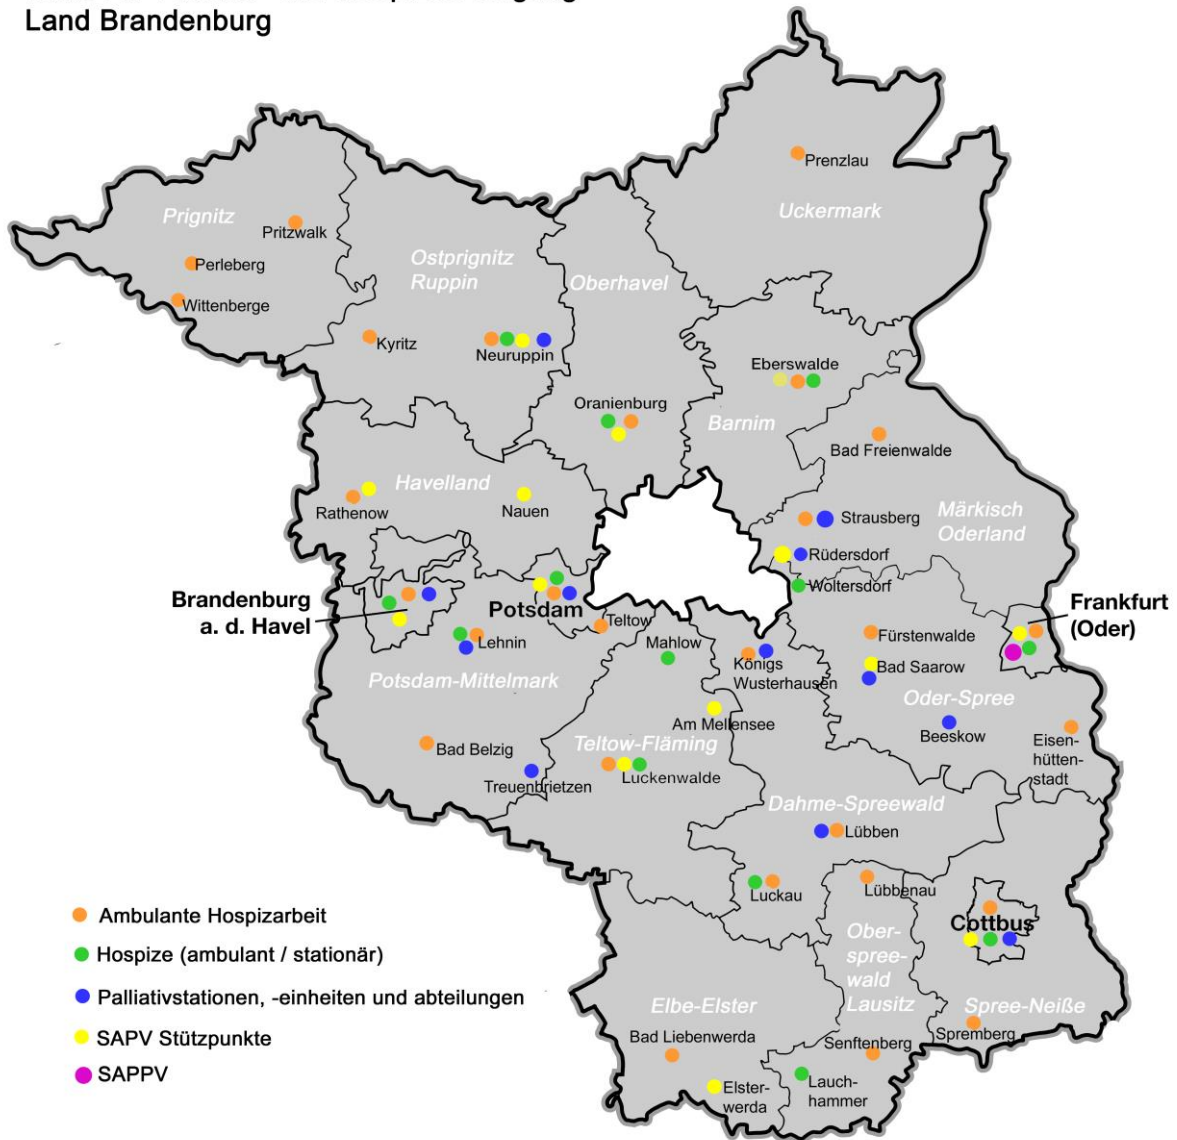 Land Brandenburg
Prenzlau
Uckermark
Prignitz
Pritzwalk
Perleberg
Wittenberge
Ostprignitz
Ruppin
Oberhavel
Kyritz
Neuruppin
Eberswalde
Oranienburg
Barnim
Bad Freienwalde
Havelland
Rathenow
Nauen
Märkisch
Oderland
Strausberg
Rüdersdorf
Woltersdorf
Brandenburg
a. d. Havel
Potsdam
Teltow
Lehnin
Mahlow
Königs
Wusterhausen
Fürstenwalde
Bad Saarow
Frankfurt
(Oder)
Potsdam-Mittelmark
Oder-Spree
Am Mellensee
Beeskow
Eisen-
hütten-
stadt
Bad Belzig
Teltow-Fläming
Treuenbrietzen
Luckenwalde
Dahme-Spreewald
Lübben
Luckau
Lübbenau
Cottbus
Ober-
spree-
wald
Lausitz
Elbe-Elster
Spree-Neiße
Bad Liebenwerda
Senftenberg
Spremberg
Elster-
werda
Lauch-
hammer
Ambulante Hospizarbeit
Hospize (ambulant / stationär)
Palliativstationen, -einheiten und abteilungen
SAPV Stützpunkte
SAPPV